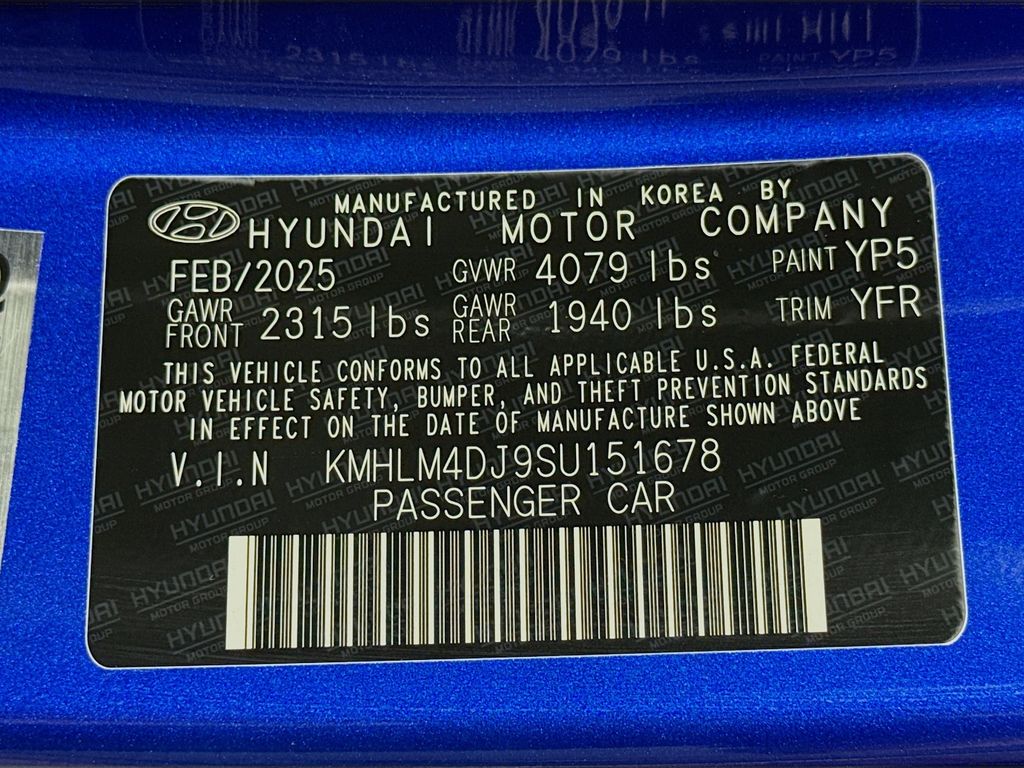 MANUFACTURED IN KOREA BY
HYUNDAI MOTOR COMPANY
FEB/2025 GVWR 4079 lbs PAINT YP5
GAWR FRONT 2315 lbs GAWR REAR 1940 lbs TRIM YFR
THIS VEHICLE CONFORMS TO ALL APPLICABLE U.S.A. FEDERAL
MOTOR VEHICLE SAFETY, BUMPER, AND THEFT PREVENTION STANDARDS
IN EFFECT ON THE DATE OF MANUFACTURE SHOWN ABOVE
V.I.N KMHLM4DJ9SU151678
PASSENGER CAR